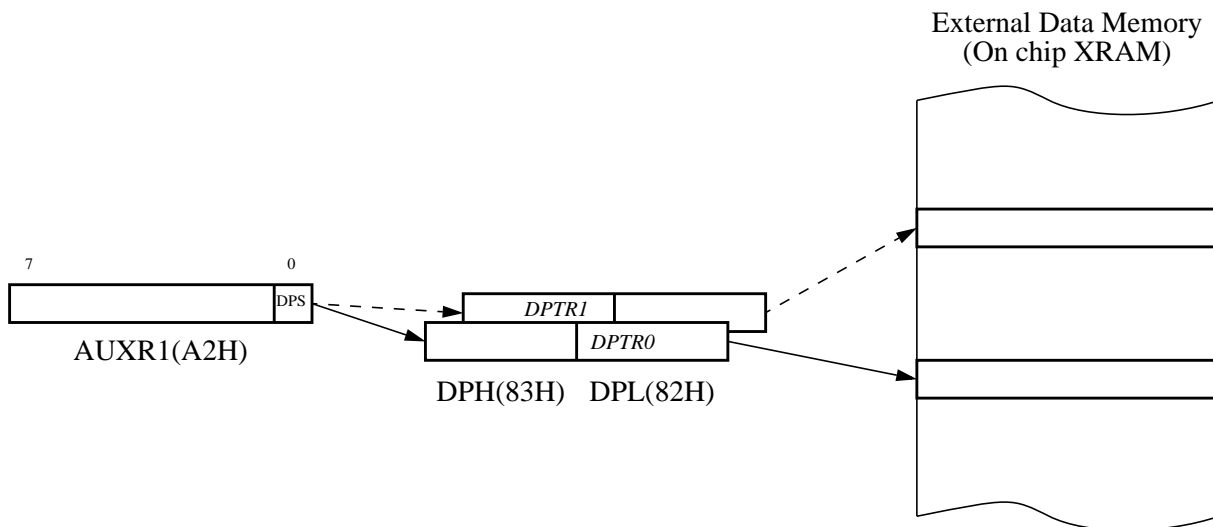 External Data Memory
(On chip XRAM)
7 0
DPS
DPTR1
AUXR1(A2H)
DPTR0
DPH(83H) DPL(82H)